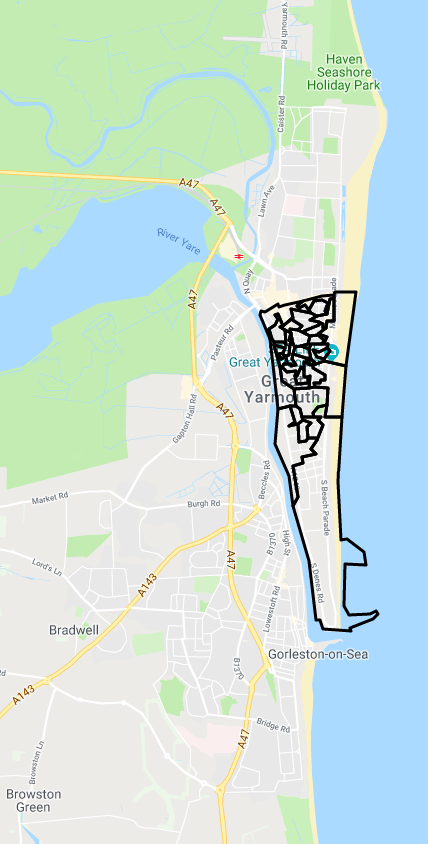 Yarmouth Rd
Haven
Seashore
Holiday Park
Caister Rd
A47
A47
Lawn Ave
River Yare
N Quay
A47
Pasteur Rd
Great
Yarmouth
Gapton Hall Rd
A47
Beccles Rd
Market Rd
Burgh Rd
S Beach Parade
High St
B1370
A47
Lord's Ln
A143
S Denes Rd
Lowestoft Rd
Bradwell
Gorleston-on-Sea
B1370
A143
Bridge Rd
A47
Browston Ln
Browston
Green